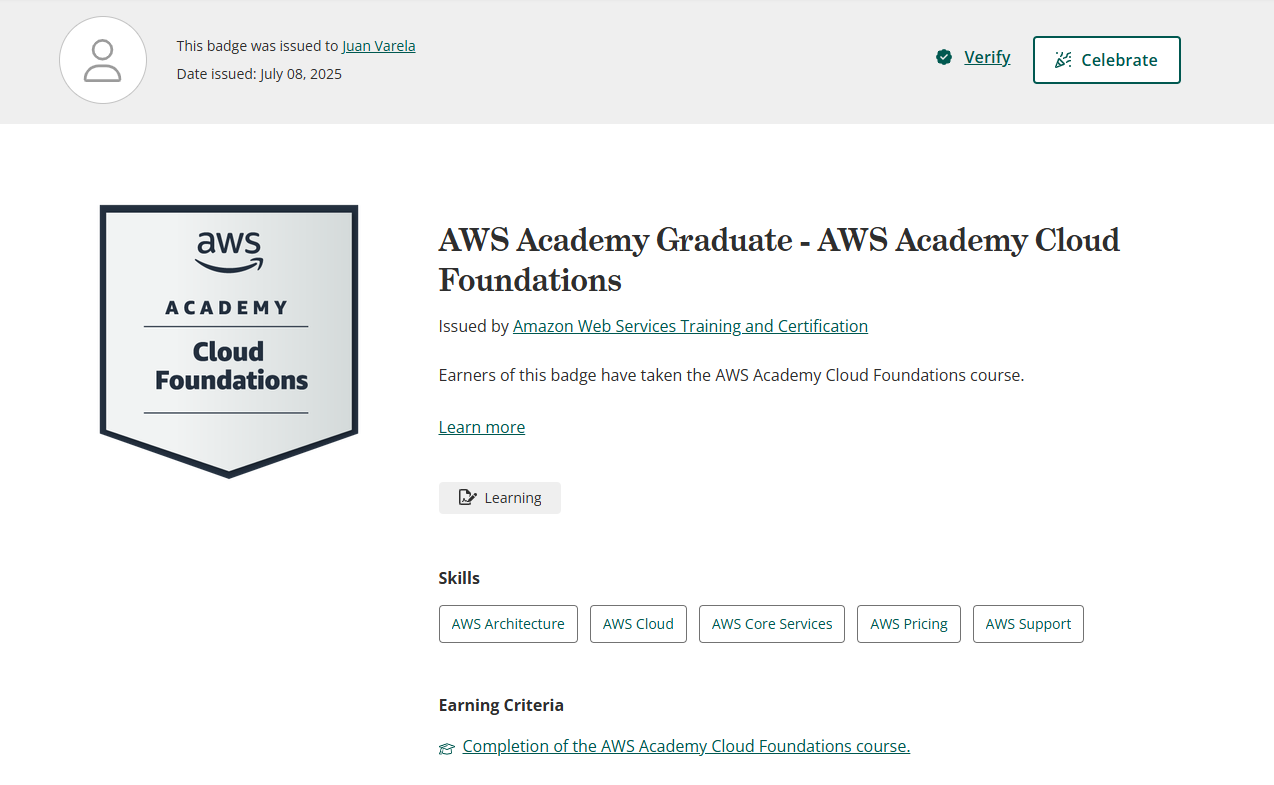 This badge was issued to Juan Varela
Date issued: July 08, 2025
Verify
Celebrate
aws
ACADEMY
Cloud
Foundations
AWS Academy Graduate - AWS Academy Cloud
Foundations
Issued by Amazon Web Services Training and Certification
Earners of this badge have taken the AWS Academy Cloud Foundations course.
Learn more
Learning
Skills
AWS Architecture
AWS Cloud
AWS Core Services
AWS Pricing
AWS Support
Earning Criteria
Completion of the AWS Academy Cloud Foundations course.